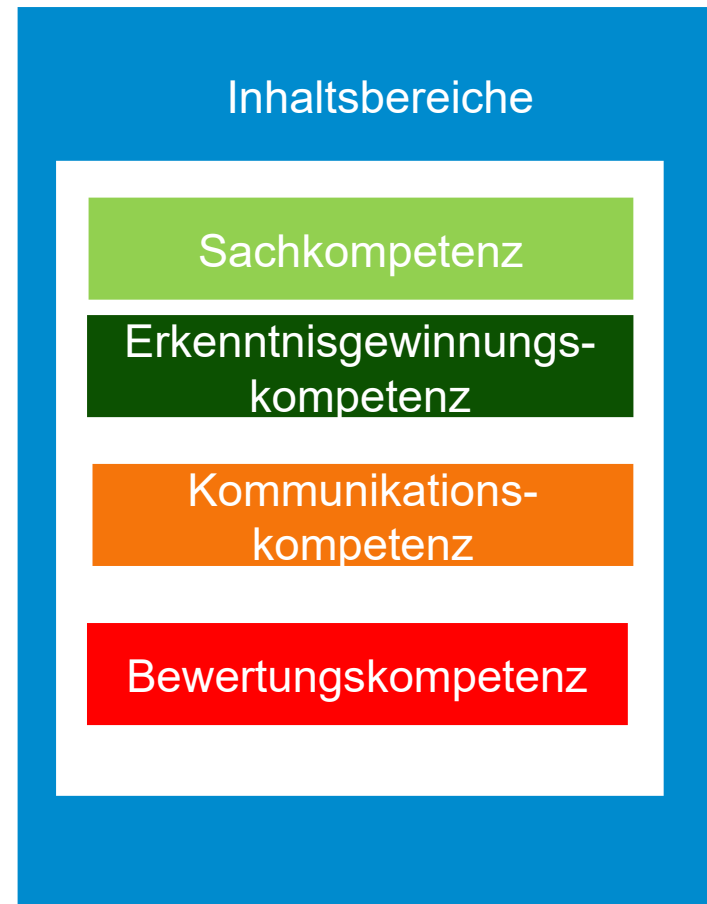 Inhaltsbereiche
Sachkompetenz
Erkenntnisgewinnungs-
kompetenz
Kommunikations-
kompetenz
Bewertungskompetenz